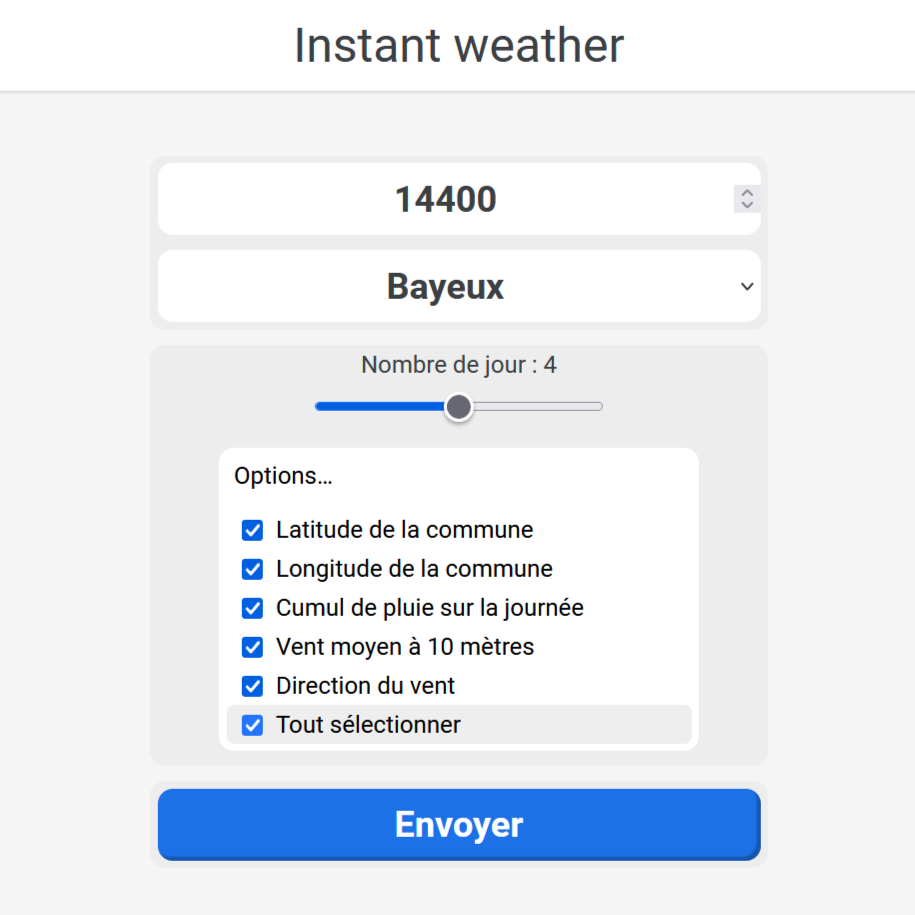 Instant weather
14400
Bayeux
Nombre de jour : 4
Options...
Latitude de la commune
Longitude de la commune
Cumul de pluie sur la journée
Vent moyen à 10 mètres
Direction du vent
Tout sélectionner
Envoyer